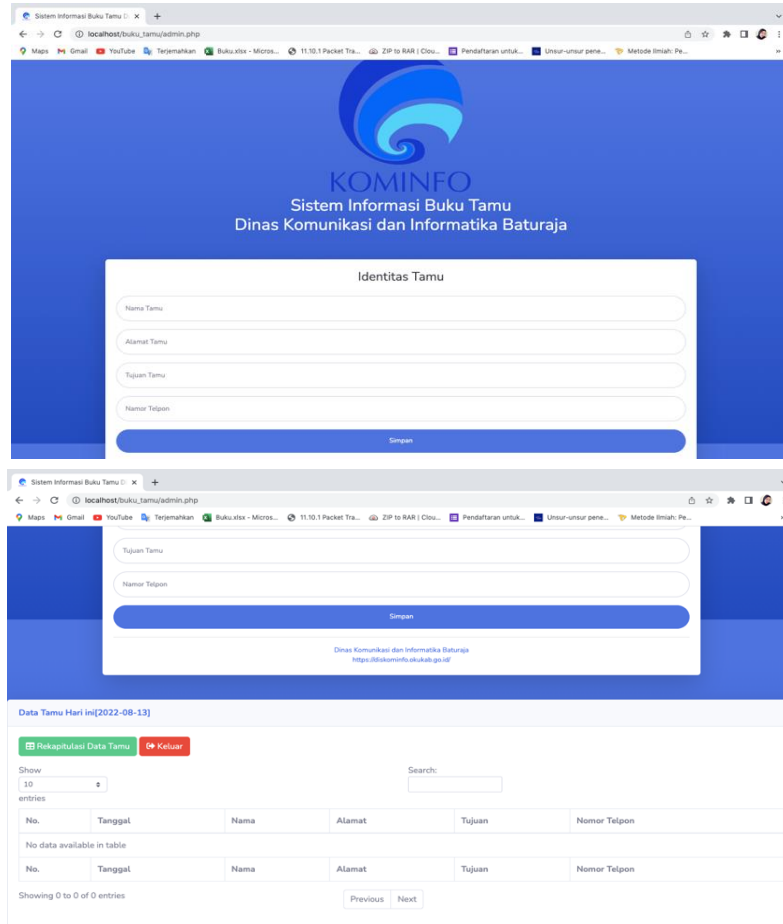 Sistem Informasi Buku Tamu D
localhost/buku_tamu/admin.php
Maps Gmail YouTube Terjemahkan Buku.xlsx - Micros... 11.10.1 Packet Tra... ZIP to RAR | Clou... Pendaftaran untuk... Unsur-unsur pene... Metode Ilmiah: Pe...
KOMINFO
Sistem Informasi Buku Tamu
Dinas Komunikasi dan Informatika Baturaja
Identitas Tamu
Nama Tamu
Alamat Tamu
Tujuan Tamu
Namor Telpon
Simpan
Sistem Informasi Buku Tamu D
localhost/buku_tamu/admin.php
Maps Gmail YouTube Terjemahkan Buku.xlsx - Micros... 11.10.1 Packet Tra... ZIP to RAR | Clou... Pendaftaran untuk... Unsur-unsur pene... Metode Ilmiah: Pe...
Tujuan Tamu
Namor Telpon
Simpan
Dinas Komunikasi dan Informatika Baturaja
https://diskominfo.okukab.go.id/
Data Tamu Hari ini[2022-08-13]
Rekapitulasi Data Tamu Keluar
Show Search:
10
entries
No. Tanggal Nama Alamat Tujuan Nomor Telpon
No data available in table
No. Tanggal Nama Alamat Tujuan Nomor Telpon
Showing 0 to 0 of 0 entries Previous Next